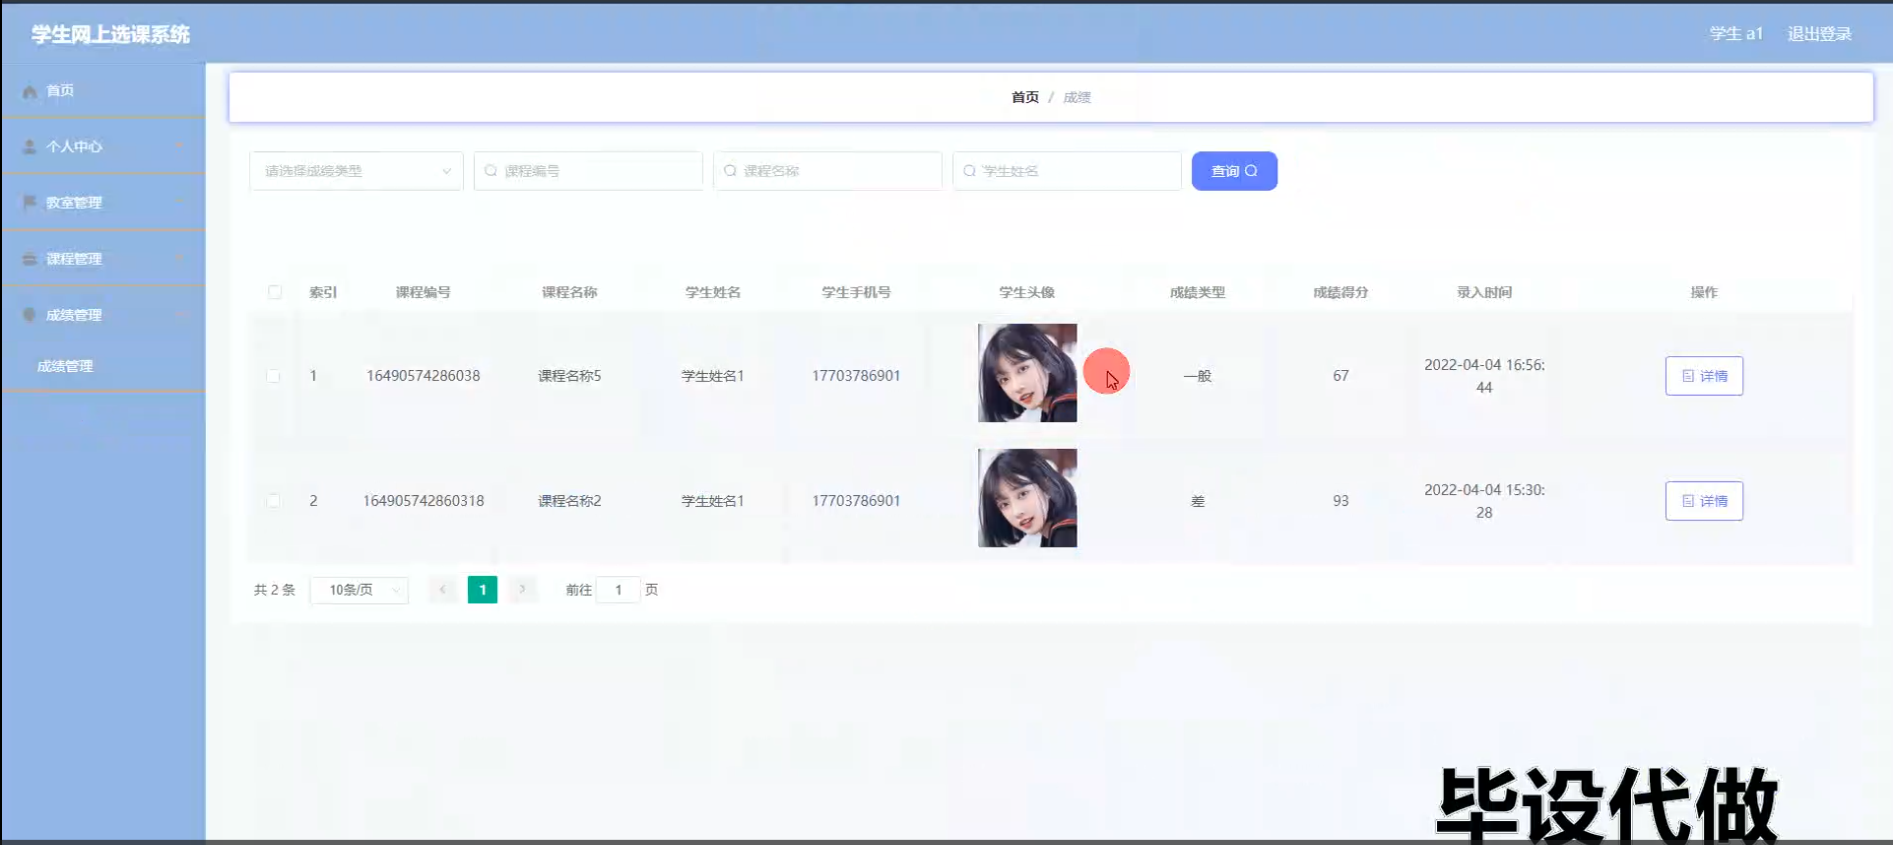 学生网上选课系统
学生 a1 退出登录
首页
个人中心
教室管理
课程管理
成绩管理
成绩管理
首页 / 成绩
请选择成绩类型 课程编号 课程名称 学生姓名 查询
索引 课程编号 课程名称 学生姓名 学生手机号 学生头像 成绩类型 成绩得分 录入时间 操作
1 16490574286038 课程名称5 学生姓名1 17703786901 一般 67 2022-04-04 16:56:
44 详情
2 164905742860318 课程名称2 学生姓名1 17703786901 差 93 2022-04-04 15:30:
28 详情
共 2 条 10条/页 1 前往 1 页
毕设代做